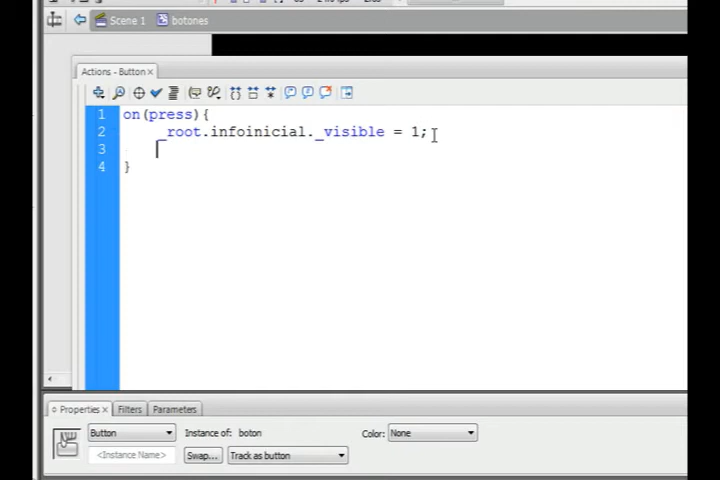 Scene 1 botones
Actions - Button ×
1 on(press){
2 _root.infoinicial._visible = 1;
3
4 }
Properties × Filters Parameters
Button Instance of: boton Color: None
<Instance Name> Swap... Track as button